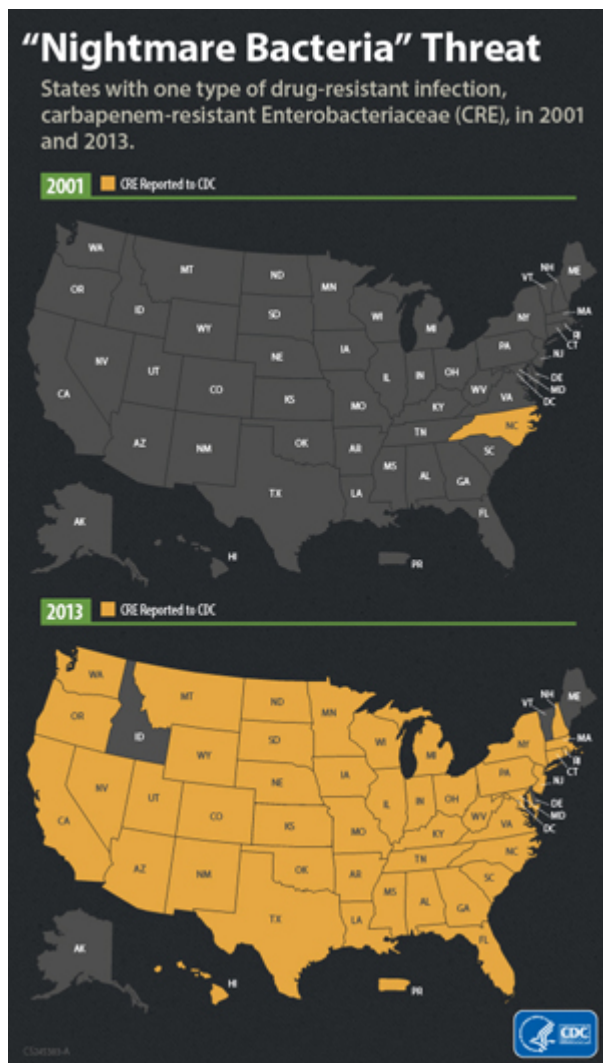 “Nightmare Bacteria” Threat
States with one type of drug-resistant infection,
carbapenem-resistant Enterobacteriaceae (CRE), in 2001
and 2013.
2001 CRE Reported to CDC
WA
MT
ND
MN
VT
NH
ME
OR
ID
SD
WI
MI
NY
MA
RI
CT
WY
IA
PA
NJ
NE
NV
UT
CO
IL
IN
OH
DE
MD
DC
CA
KS
MO
KY
WV
VA
AZ
NM
OK
AR
TN
NC
SC
MS
AL
GA
TX
LA
FL
AK
HI
PR
2013 CRE Reported to CDC
WA
MT
ND
MN
VT
NH
ME
OR
ID
SD
WI
MI
NY
MA
RI
CT
WY
IA
PA
NJ
NE
NV
UT
CO
IL
IN
OH
DE
MD
DC
CA
KS
MO
KY
WV
VA
AZ
NM
OK
AR
TN
NC
SC
MS
AL
GA
TX
LA
FL
AK
HI
PR
CDC